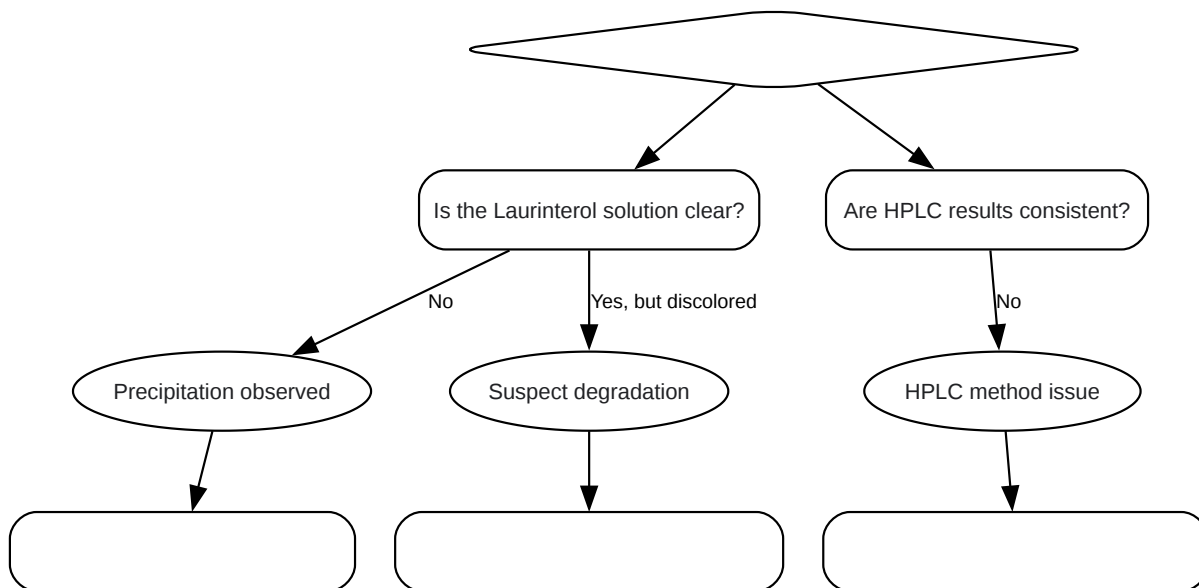 Is the Laurinterol solution clear?
Are HPLC results consistent?
No
Yes, but discolored
No
Precipitation observed
Suspect degradation
HPLC method issue